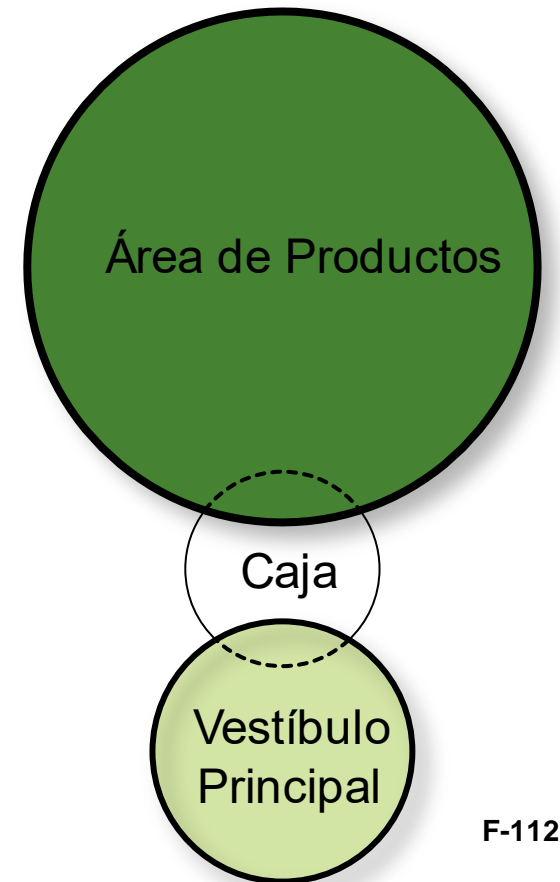 Área de Productos
Caja
Vestíbulo
Principal
F-112